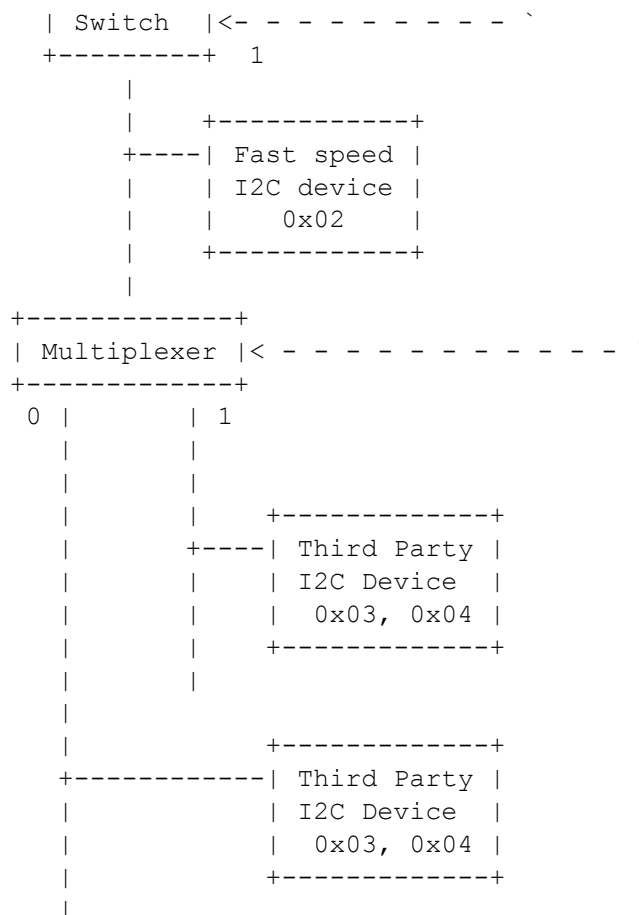 | Switch |<- - - - - - - - - - `
+---------+ 1
|
| +------------+
+----| Fast speed |
| | I2C device |
| | 0x02 |
| +------------+
|
+-------------+
| Multiplexer |< - - - - - - - - - - - -
+-------------+
0 | | 1
| |
| |
| | +-------------+
| +----| Third Party |
| | | I2C Device |
| | | 0x03, 0x04 |
| | +-------------+
| |
|
| +-------------+
+------------| Third Party |
| | I2C Device |
| | 0x03, 0x04 |
| +-------------+
|